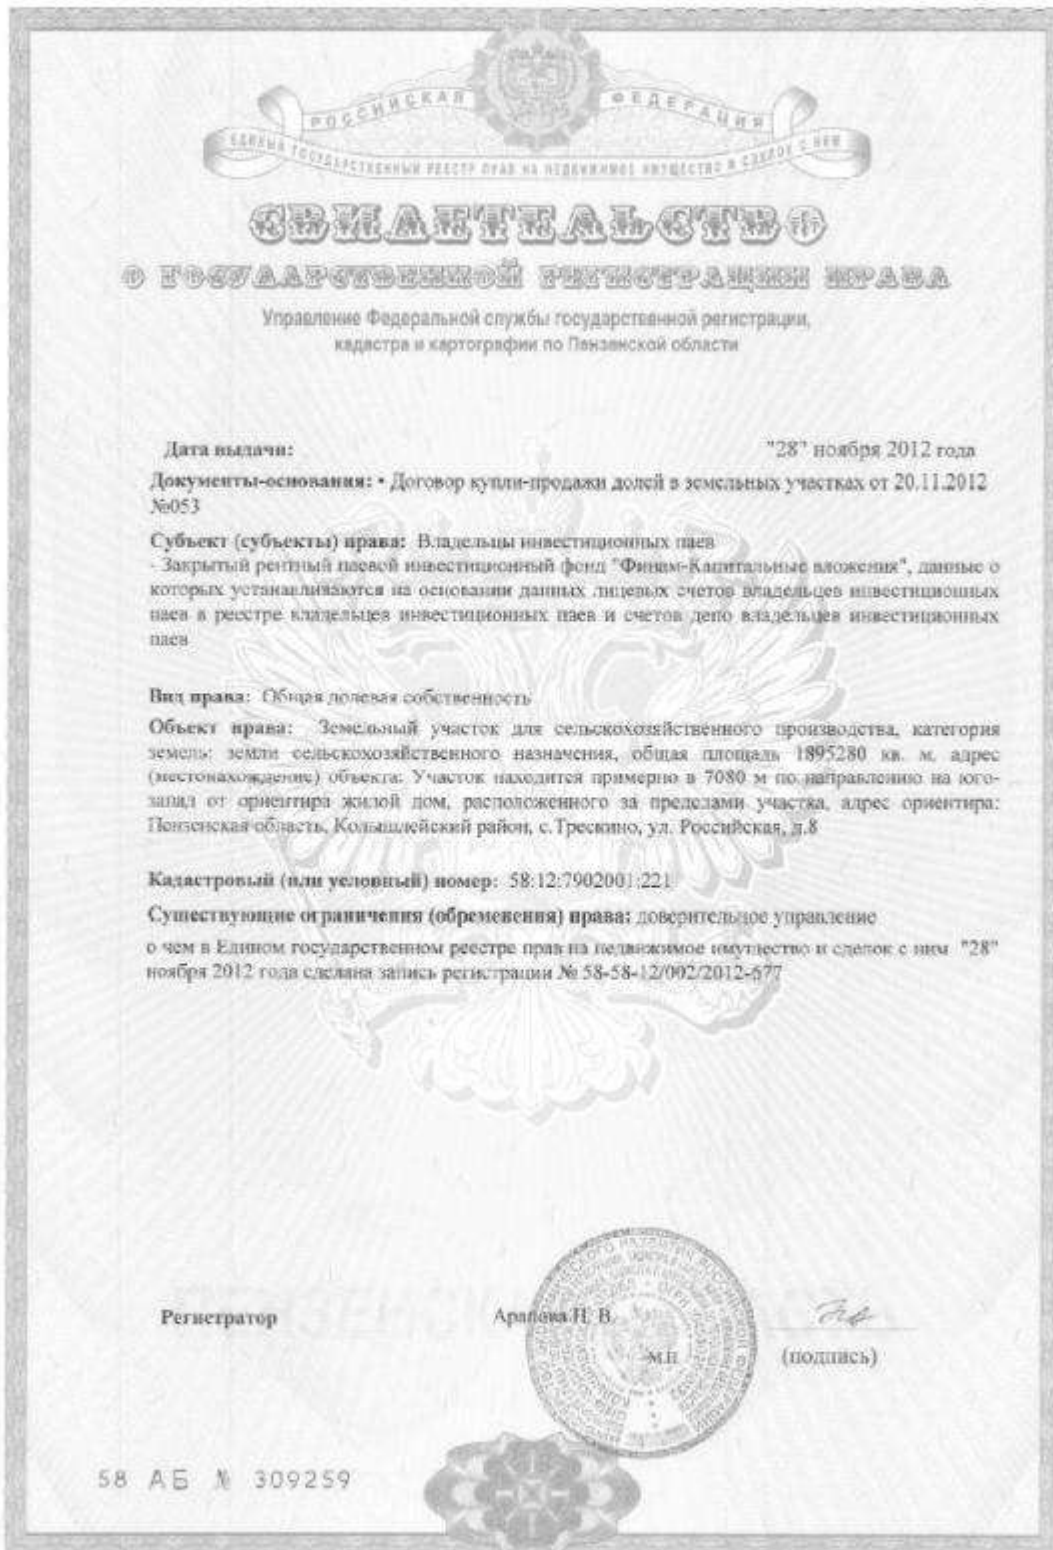 РОССИЙСКАЯ ФЕДЕРАЦИЯ
ЕДИНЫЙ ГОСУДАРСТВЕННЫЙ РЕЕСТР ПРАВ НА НЕДВИЖИМОЕ ИМУЩЕСТВО И СДЕЛОК С НИМ
СВИДЕТЕЛЬСТВО
О ГОСУДАРСТВЕННОЙ РЕГИСТРАЦИИ ПРАВА
Управление Федеральной службы государственной регистрации,
кадастра и картографии по Пензенской области
Дата выдачи: "28" ноября 2012 года
Документы-основания: • Договор купли-продажи долей в земельных участках от 20.11.2012
№053
Субъект (субъекты) права: Владельцы инвестиционных паев
- Закрытый рентный паевой инвестиционный фонд "Финам-Капитальные вложения", данные о
которых устанавливаются на основании данных лицевых счетов владельцев инвестиционных
паев в реестре владельцев инвестиционных паев и счетов депо владельцев инвестиционных
паев
Вид права: Общая долевая собственность
Объект права: Земельный участок для сельскохозяйственного производства, категория
земель: земли сельскохозяйственного назначения, общая площадь 1895280 кв. м, адрес
(местонахождение) объекта: Участок находится примерно в 7080 м по направлению на юго-
запад от ориентира жилой дом, расположенного за пределами участка, адрес ориентира:
Пензенская область, Колышлейский район, с. Трескино, ул. Российская, д.8
Кадастровый (или условный) номер: 58:12:7902001:221
Существующие ограничения (обременения) права: доверительное управление
о чем в Едином государственном реестре прав на недвижимое имущество и сделок с ним "28"
ноября 2012 года сделана запись регистрации № 58-58-12/002/2012-677
Регистратор Арапова Н. В.
М.П. (подпись)
58 АБ № 309259